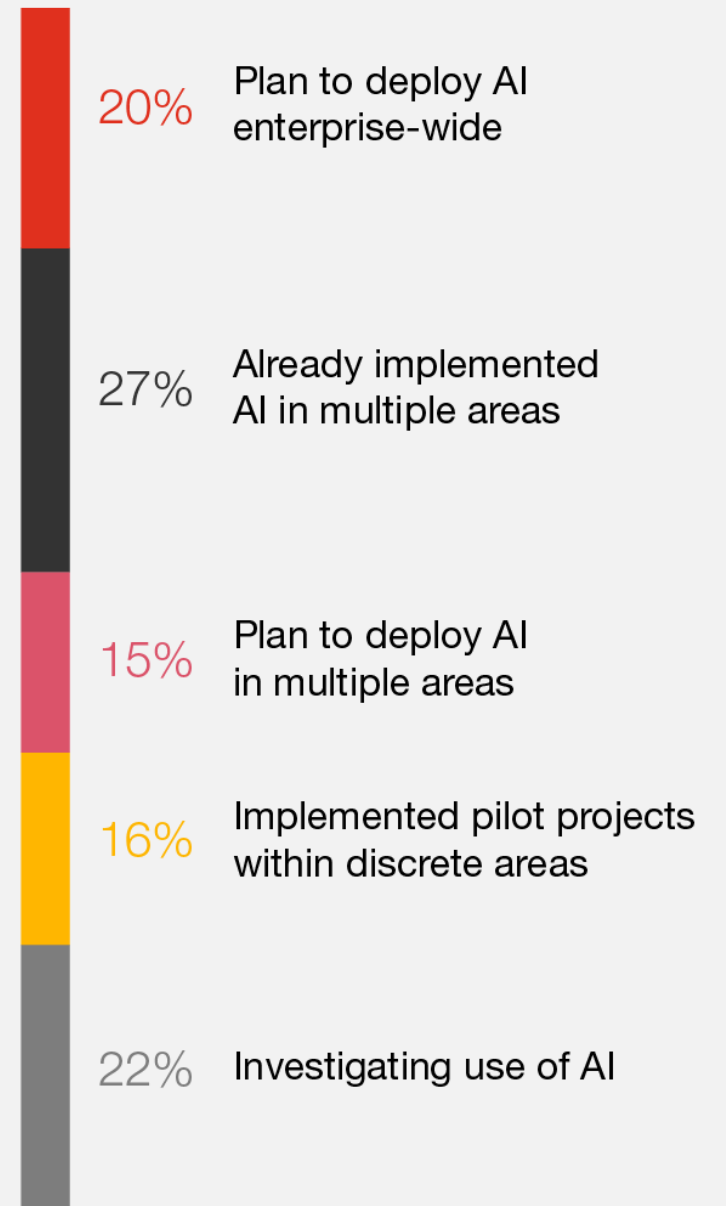 20%
Plan to deploy AI
enterprise-wide
27%
Already implemented
AI in multiple areas
15%
Plan to deploy AI
in multiple areas
16%
Implemented pilot projects
within discrete areas
22%
Investigating use of AI